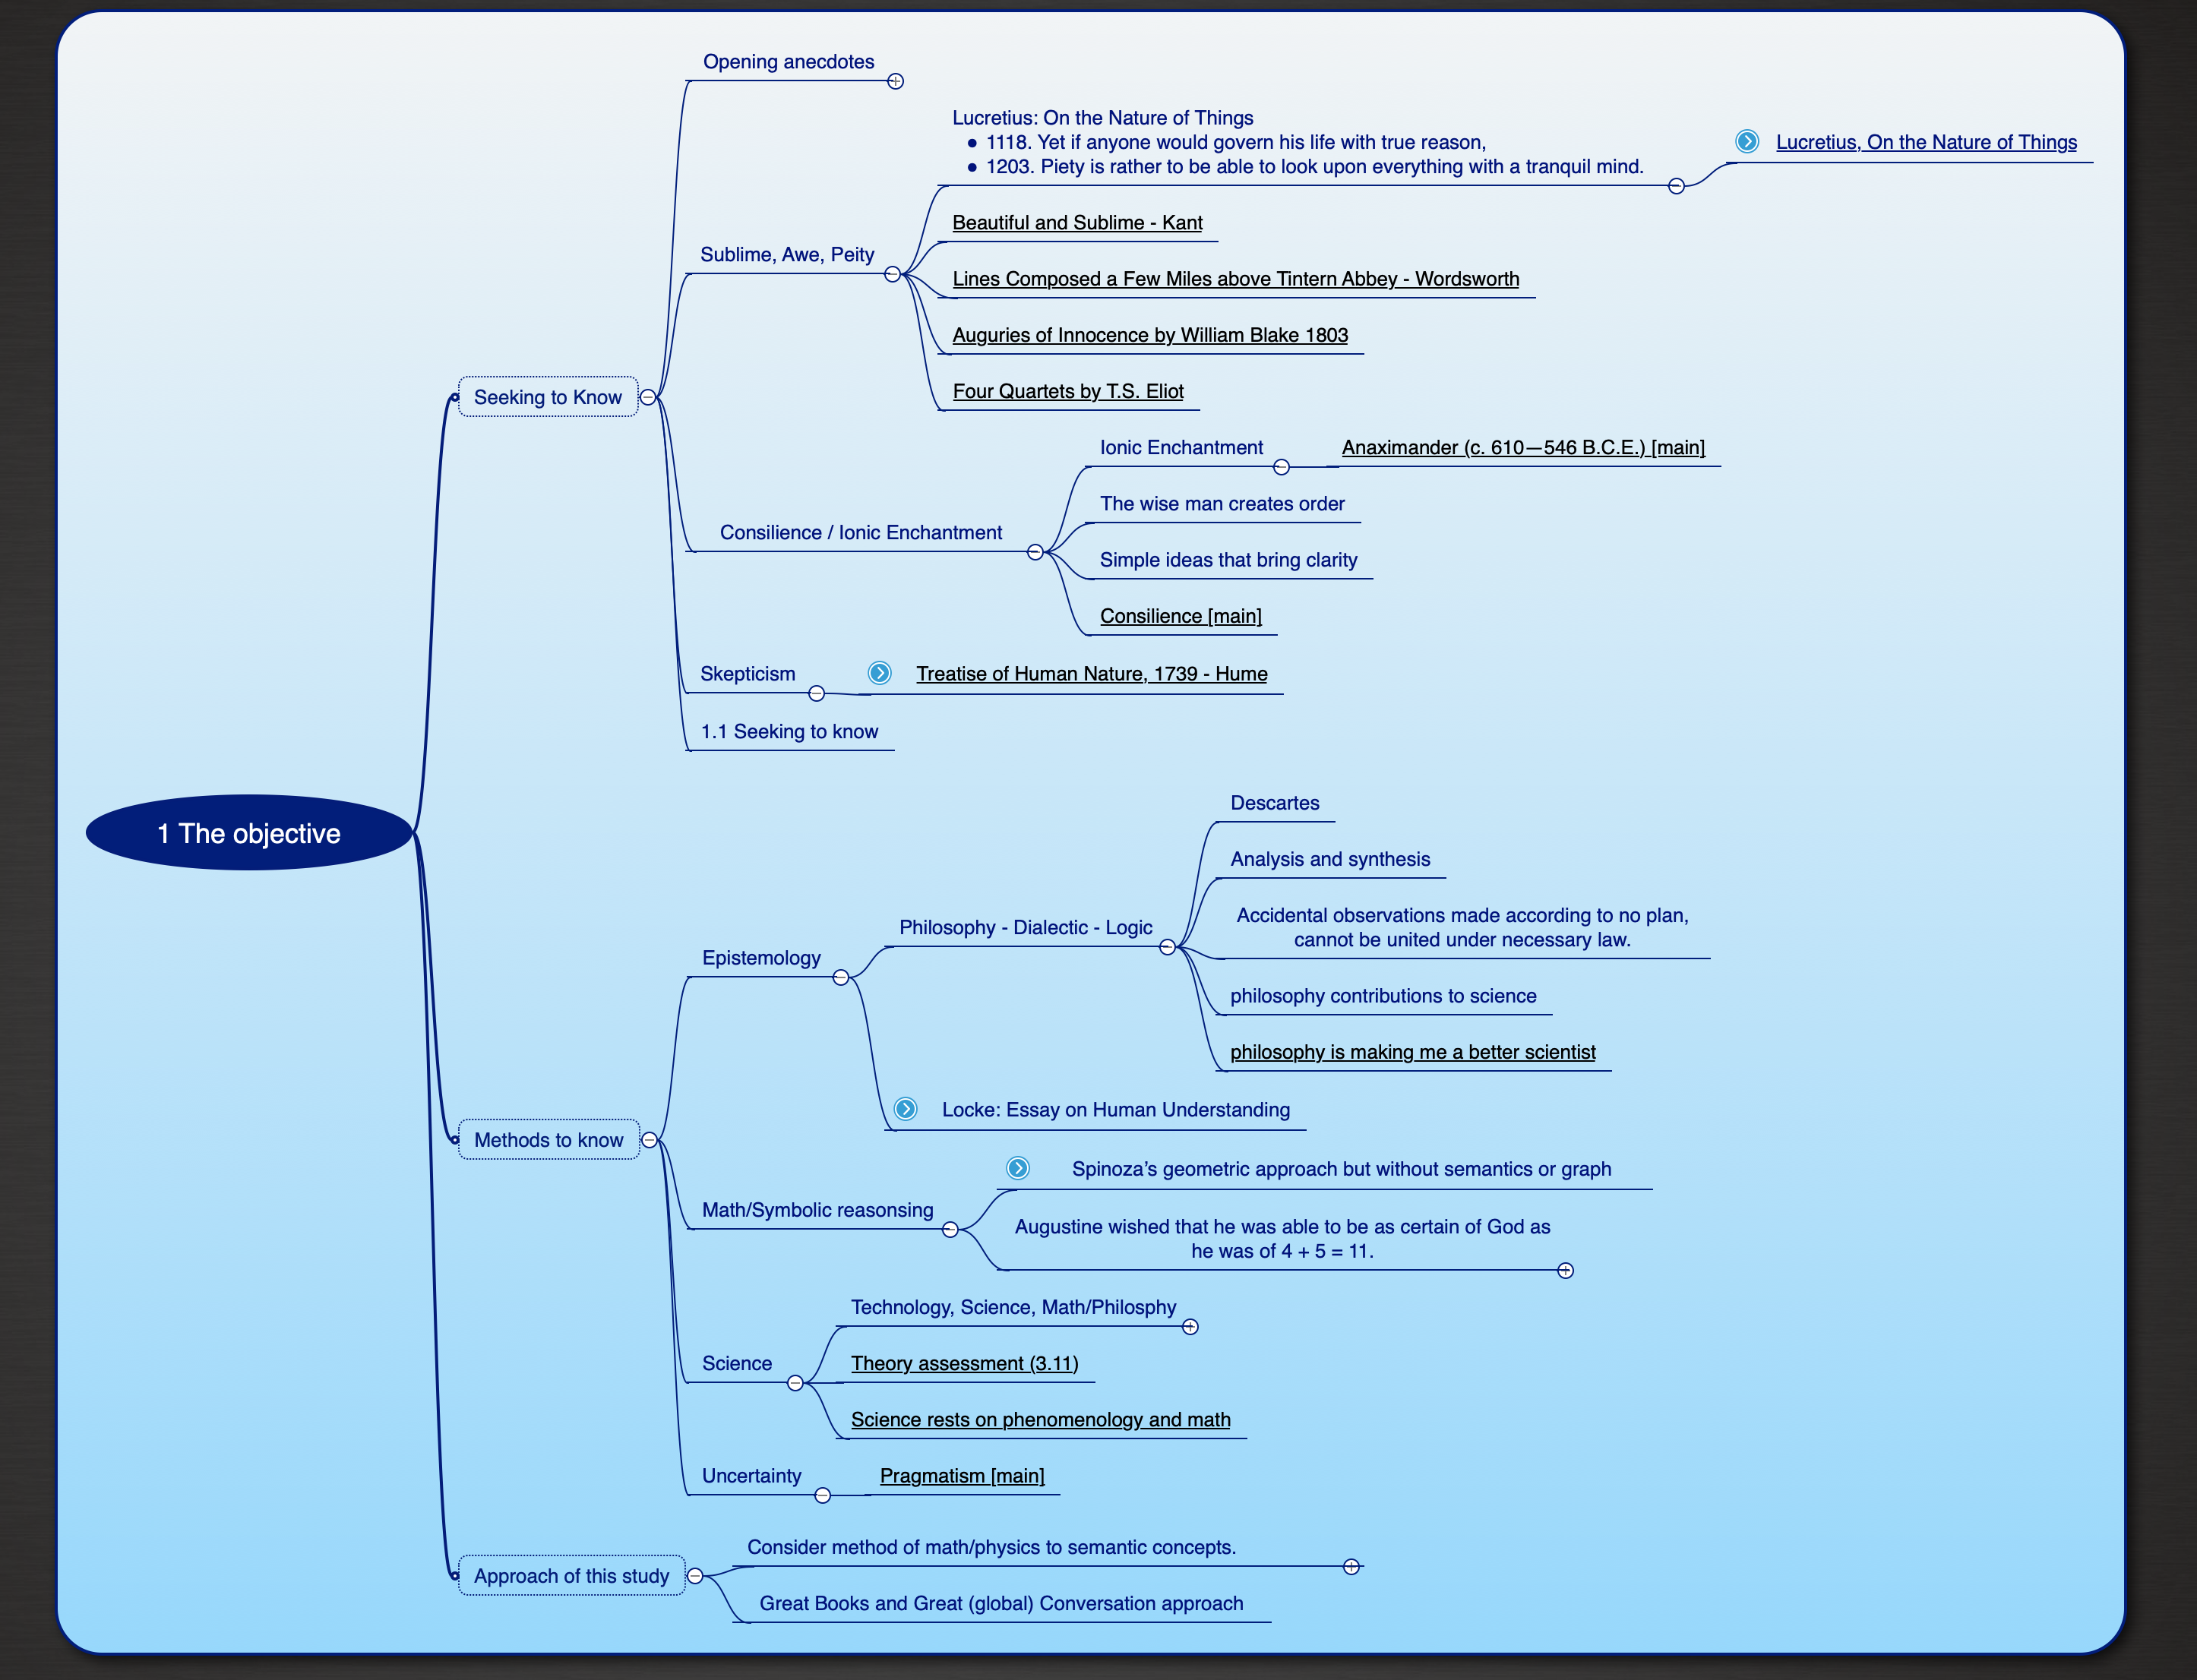 Opening anecdotes
Lucretius: On the Nature of Things
• 1118. Yet if anyone would govern his life with true reason,
• 1203. Piety is rather to be able to look upon everything with a tranquil mind.
Lucretius, On the Nature of Things
Beautiful and Sublime - Kant
Sublime, Awe, Peity
Lines Composed a Few Miles above Tintern Abbey - Wordsworth
Auguries of Innocence by William Blake 1803
Four Quartets by T.S. Eliot
Seeking to Know
Ionic Enchantment
Anaximander (c. 610—546 B.C.E.) [main]
The wise man creates order
Consilience / Ionic Enchantment
Simple ideas that bring clarity
Consilience [main]
Skepticism
Treatise of Human Nature, 1739 - Hume
1.1 Seeking to know
1 The objective
Descartes
Analysis and synthesis
Accidental observations made according to no plan,
cannot be united under necessary law.
Philosophy - Dialectic - Logic
Epistemology
philosophy contributions to science
philosophy is making me a better scientist
Locke: Essay on Human Understanding
Methods to know
Spinoza’s geometric approach but without semantics or graph
Math/Symbolic reasonsing
Augustine wished that he was able to be as certain of God as
he was of 4 + 5 = 11.
Technology, Science, Math/Philosphy
Science
Theory assessment (3.11)
Science rests on phenomenology and math
Uncertainty
Pragmatism [main]
Consider method of math/physics to semantic concepts.
Approach of this study
Great Books and Great (global) Conversation approach